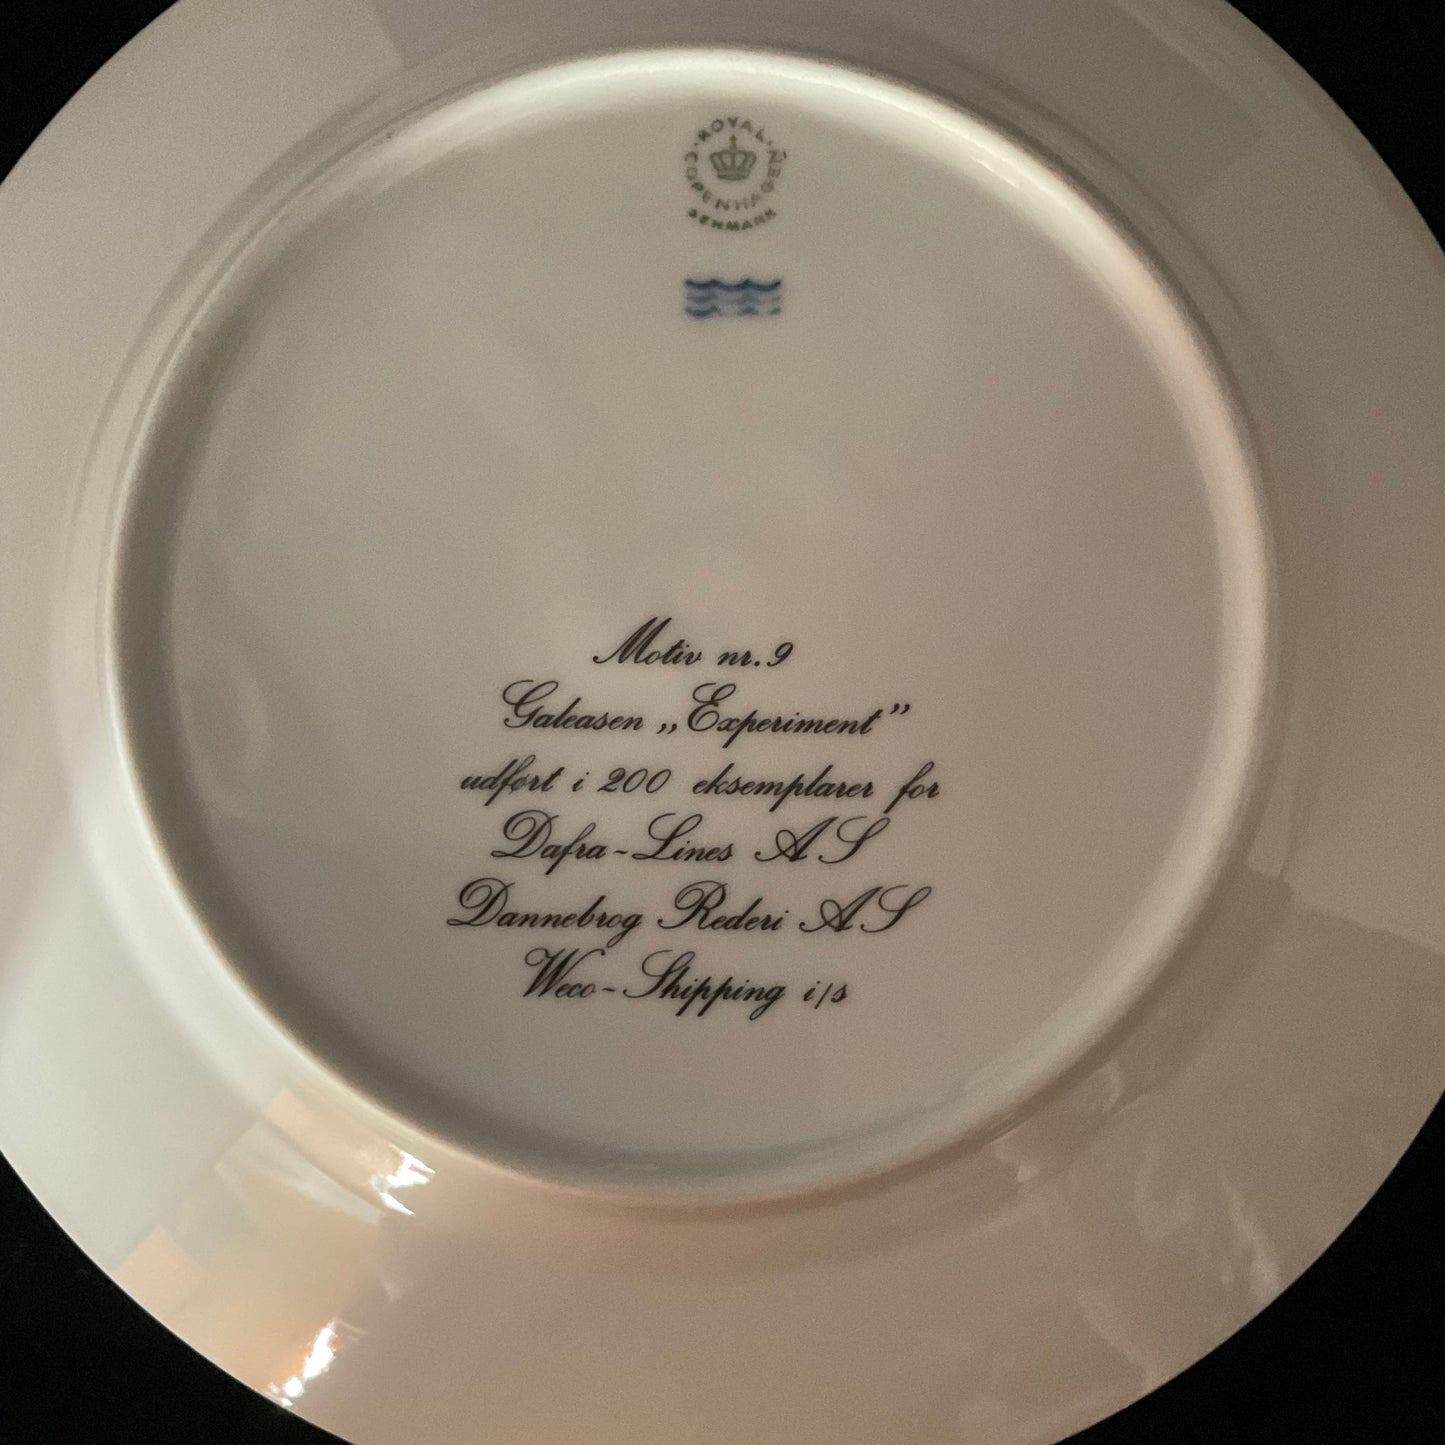 ROYAL
COPENHAGEN
DENMARK
Motiv nr. 9
Galeasen „Experiment”
udført i 200 eksemplarer for
Dafra-Lines AS
Dannebrog Rederi AS
Weco-Shipping i/s